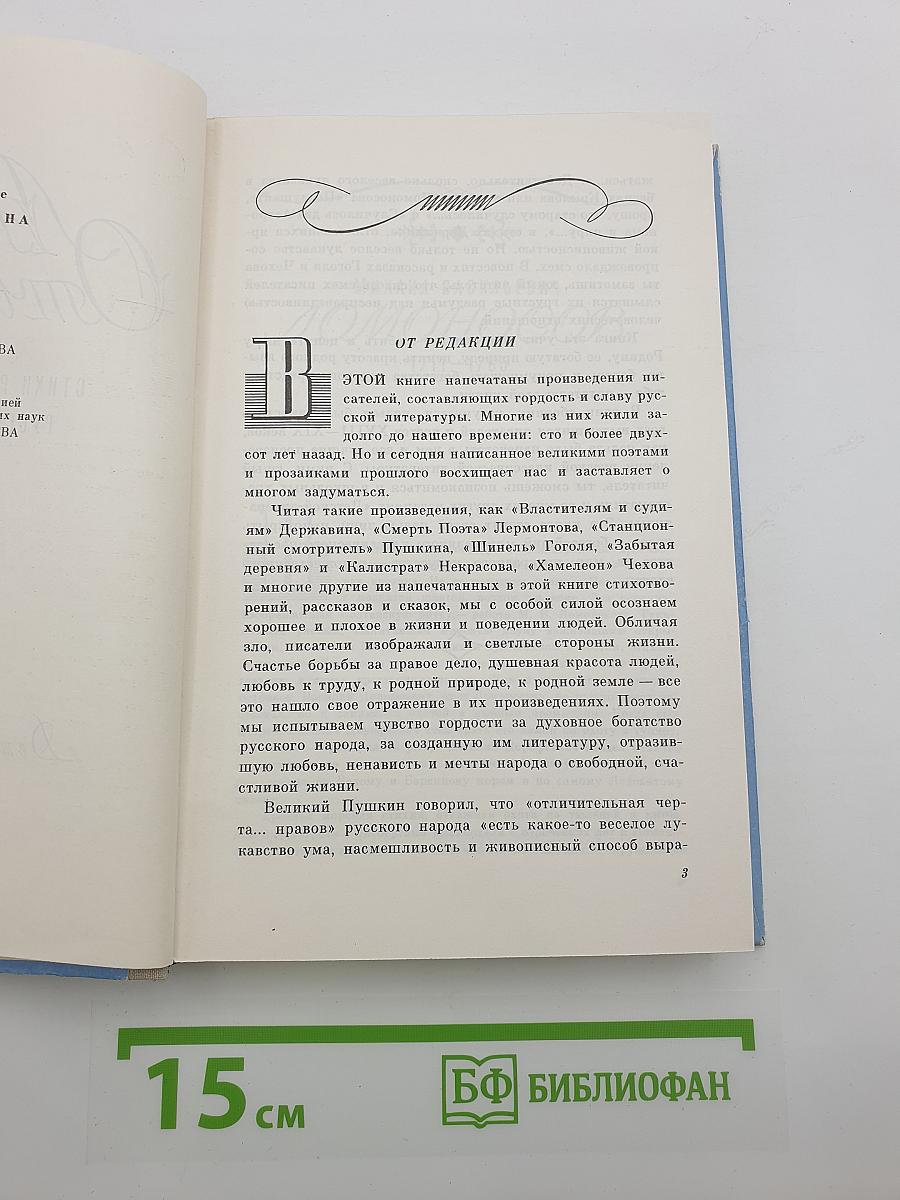 е
НА
ВА
ией
их наук
ВА
ОТ РЕДАКЦИИ
В ЭТОЙ книге напечатаны произведения пи-
сателей, составляющих гордость и славу рус-
ской литературы. Многие из них жили за-
долго до нашего времени: сто и более двух-
сот лет назад. Но и сегодня написанное великими поэтами
и прозаиками прошлого восхищает нас и заставляет о
многом задуматься.
Читая такие произведения, как «Властителям и суди-
ям» Державина, «Смерть Поэта» Лермонтова, «Станцион-
ный смотритель» Пушкина, «Шинель» Гоголя, «Забытая
деревня» и «Калистрат» Некрасова, «Хамелеон» Чехова
и многие другие из напечатанных в этой книге стихотво-
рений, рассказов и сказок, мы с особой силой осознаем
хорошее и плохое в жизни и поведении людей. Обличая
зло, писатели изображали и светлые стороны жизни.
Счастье борьбы за правое дело, душевная красота людей,
любовь к труду, к родной природе, к родной земле — все
это нашло свое отражение в их произведениях. Поэтому
мы испытываем чувство гордости за духовное богатство
русского народа, за созданную им литературу, отразив-
шую любовь, ненависть и мечты народа о свободной, сча-
стливой жизни.
Великий Пушкин говорил, что «отличительная чер-
та... нравов» русского народа «есть какое-то веселое лу-
кавство ума, насмешливость и живописный способ выра-
3
15 см
БФ БИБЛИОФАН